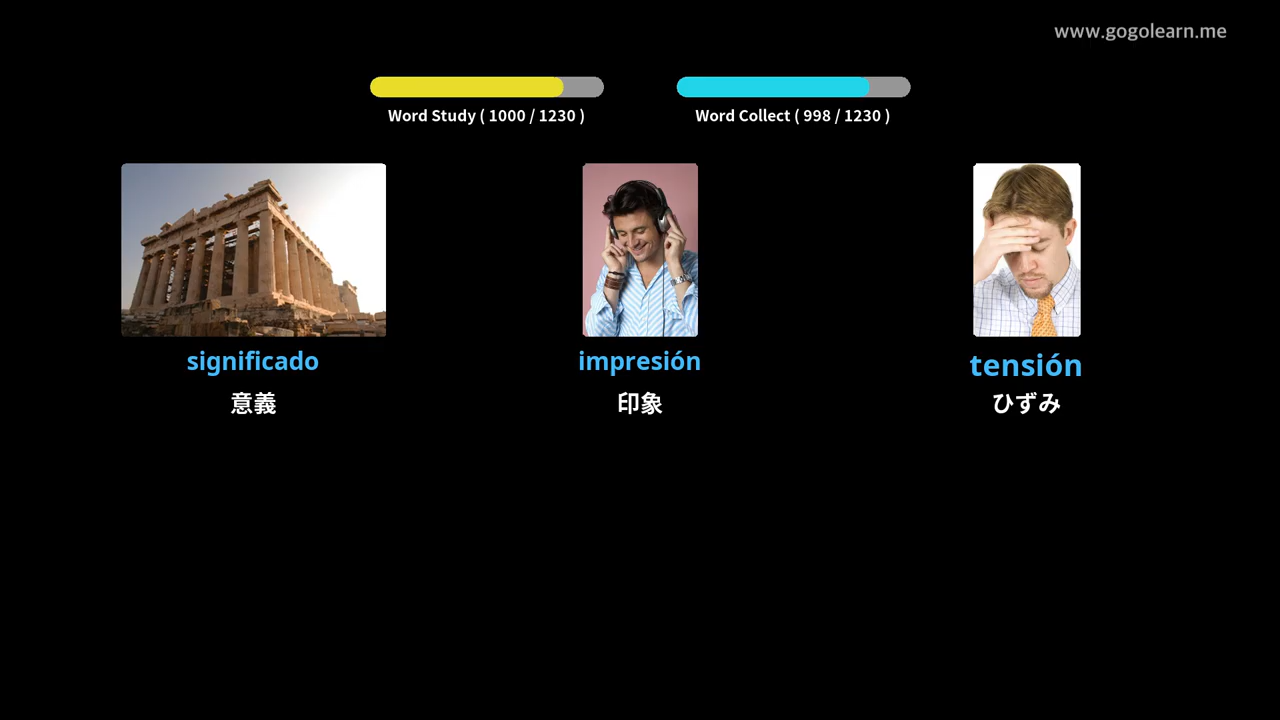 www.gogolearn.me
Word Study ( 1000 / 1230 )
Word Collect ( 998 / 1230 )
significado
impresión
tensión
意義
印象
ひずみ